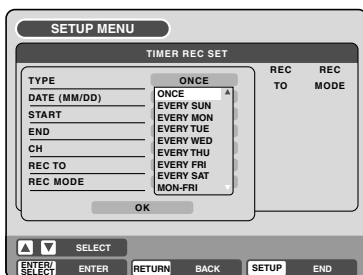 SETUP MENU
TIMER REC SET
REC TO REC MODE
TYPE ONCE
DATE (MM/DD)
START
END
CH
REC TO
REC MODE
ONCE
EVERY SUN
EVERY MON
EVERY TUE
EVERY WED
EVERY THU
EVERY FRI
EVERY SAT
MON-FRI
OK
SELECT
ENTER/SELECT ENTER RETURN BACK SETUP END